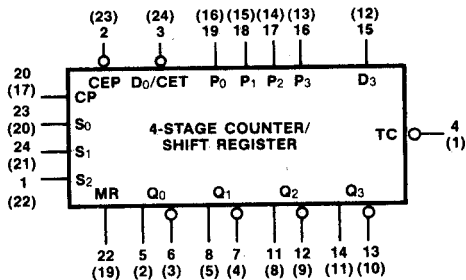 (23) (24) (16) (15) (14) (13) (12)
2 3 19 18 17 16 15
CEP D₀/CET P₀ P₁ P₂ P₃ D₃
20
(17)
CP
23
(20)
S₀
24
(21)
S₁
1
(22)
S₂
4-STAGE COUNTER/
SHIFT REGISTER
TC
4
(1)
MR Q₀ Q₁ Q₂ Q₃
22 5 6 8 7 11 12 14 13
(19) (2) (3) (5) (4) (8) (9) (11) (10)